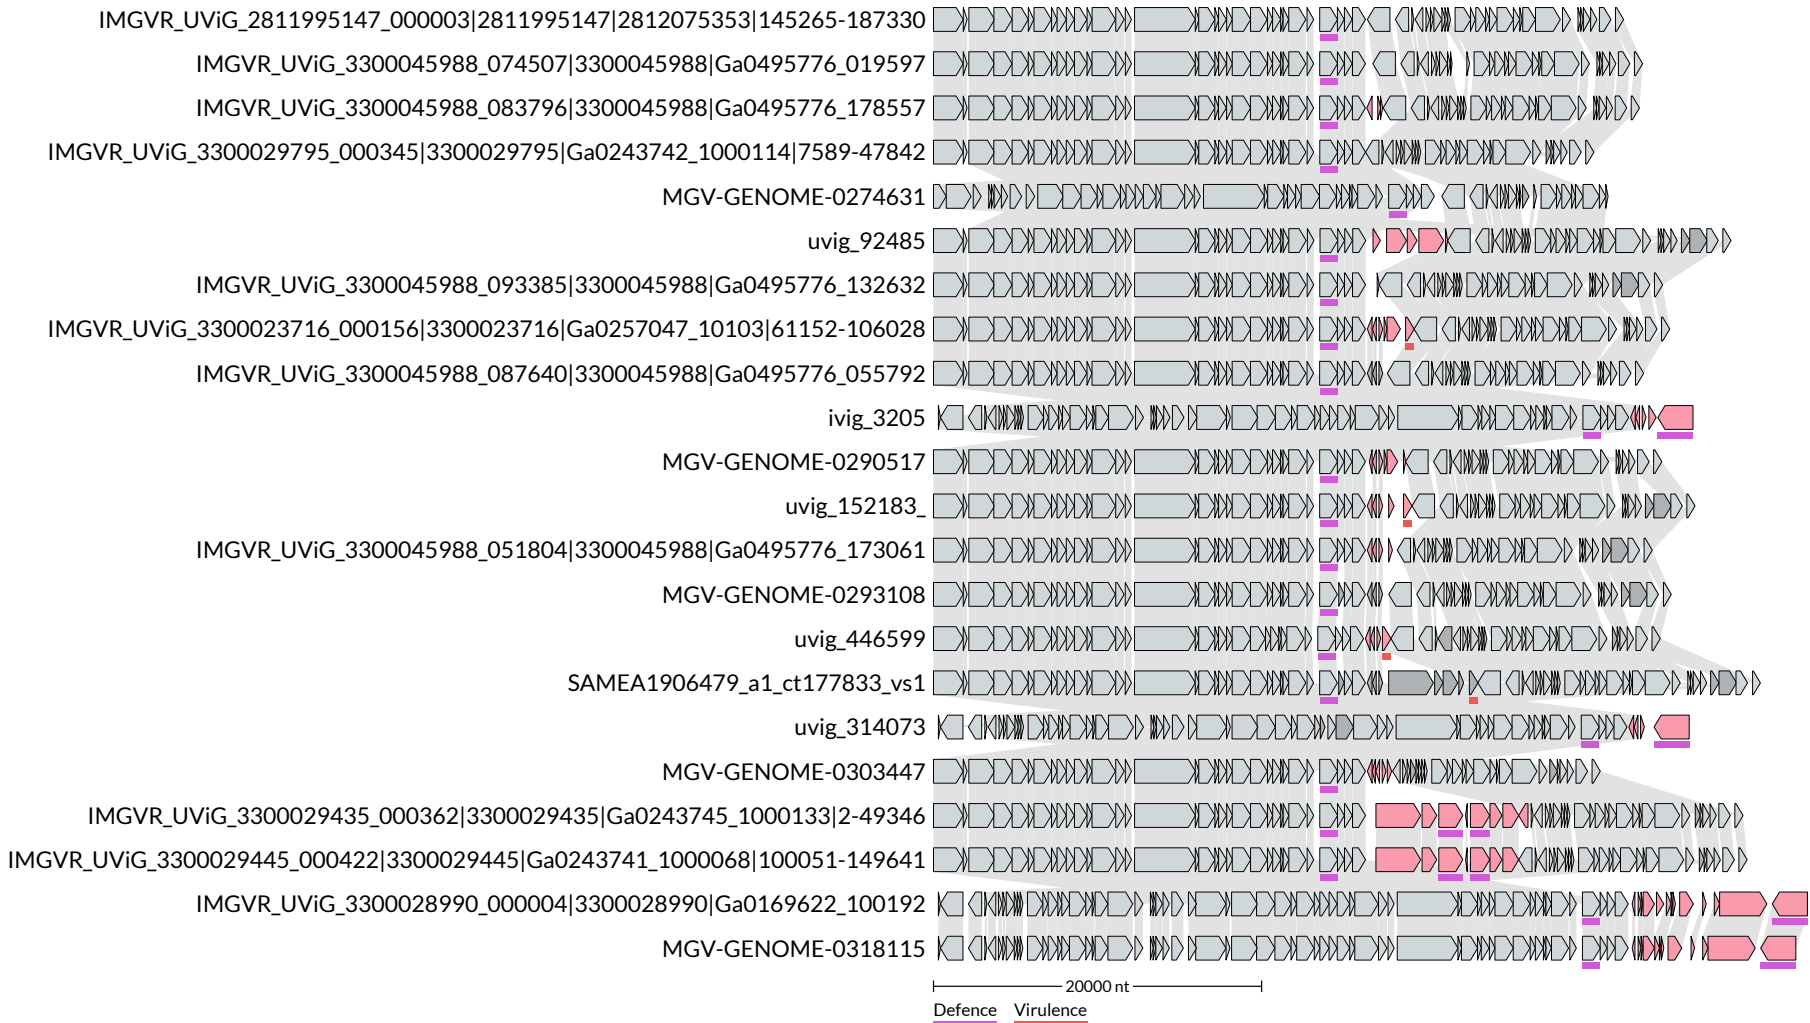 IMGVR_UViG_2811995147_000003|2811995147|2812075353|145265-187330
IMGVR_UViG_3300045988_074507|3300045988|Ga0495776_019597
IMGVR_UViG_3300045988_083796|3300045988|Ga0495776_178557
IMGVR_UViG_3300029795_000345|3300029795|Ga0243742_1000114|7589-47842
MGV-GENOME-0274631
uvig_92485
IMGVR_UViG_3300045988_093385|3300045988|Ga0495776_132632
IMGVR_UViG_3300023716_000156|3300023716|Ga0257047_10103|61152-106028
IMGVR_UViG_3300045988_087640|3300045988|Ga0495776_055792
ivig_3205
MGV-GENOME-0290517
uvig_152183_
IMGVR_UViG_3300045988_051804|3300045988|Ga0495776_173061
MGV-GENOME-0293108
uvig_446599
SAMEA1906479_a1_ct177833_vs1
uvig_314073
MGV-GENOME-0303447
IMGVR_UViG_3300029435_000362|3300029435|Ga0243745_1000133|2-49346
IMGVR_UViG_3300029445_000422|3300029445|Ga0243741_1000068|100051-149641
IMGVR_UViG_3300028990_000004|3300028990|Ga0169622_100192
MGV-GENOME-0318115
20000 nt
Defence Virulence